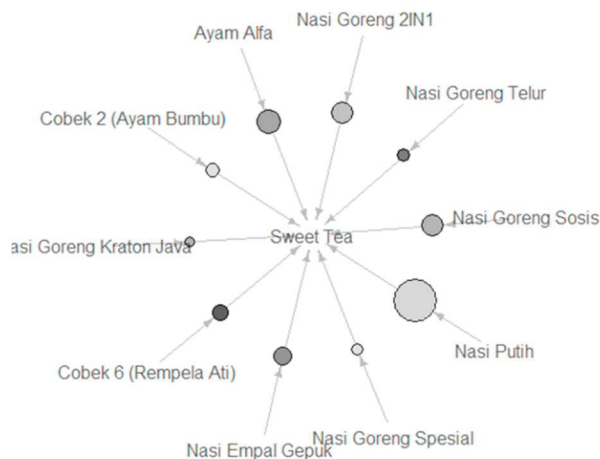 Nasi Goreng 2IN1
Ayam Alfa
Nasi Goreng Telur
Cobek 2 (Ayam Bumbu)
Nasi Goreng Sosis
Sweet Tea
asi Goreng Kraton Java
Nasi Putih
Cobek 6 (Rempela Ati)
Nasi Goreng Spesial
Nasi Empal Gepuk